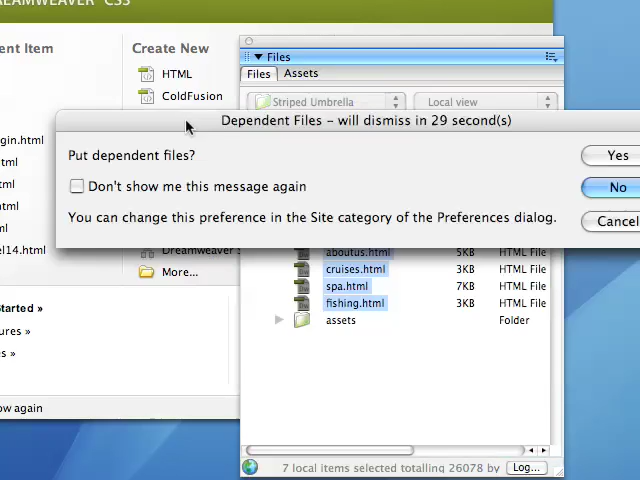 DREAMWEAVER CS3
ent Item
Create New
Files
Files
Assets
HTML
ColdFusion
Striped Umbrella
Local view
Dependent Files - will dismiss in 29 second(s)
gin.html
Put dependent files?
Yes
ml
tml
Don't show me this message again
No
ml
You can change this preference in the Site category of the Preferences dialog.
Cancel
l
el14.html
Dreamweaver S
aboutus.html
5KB
HTML File
More...
cruises.html
3KB
HTML File
spa.html
7KB
HTML File
Started »
fishing.html
3KB
HTML File
assets
Folder
ures »
s »
ow again
7 local items selected totalling 26078 by
Log...